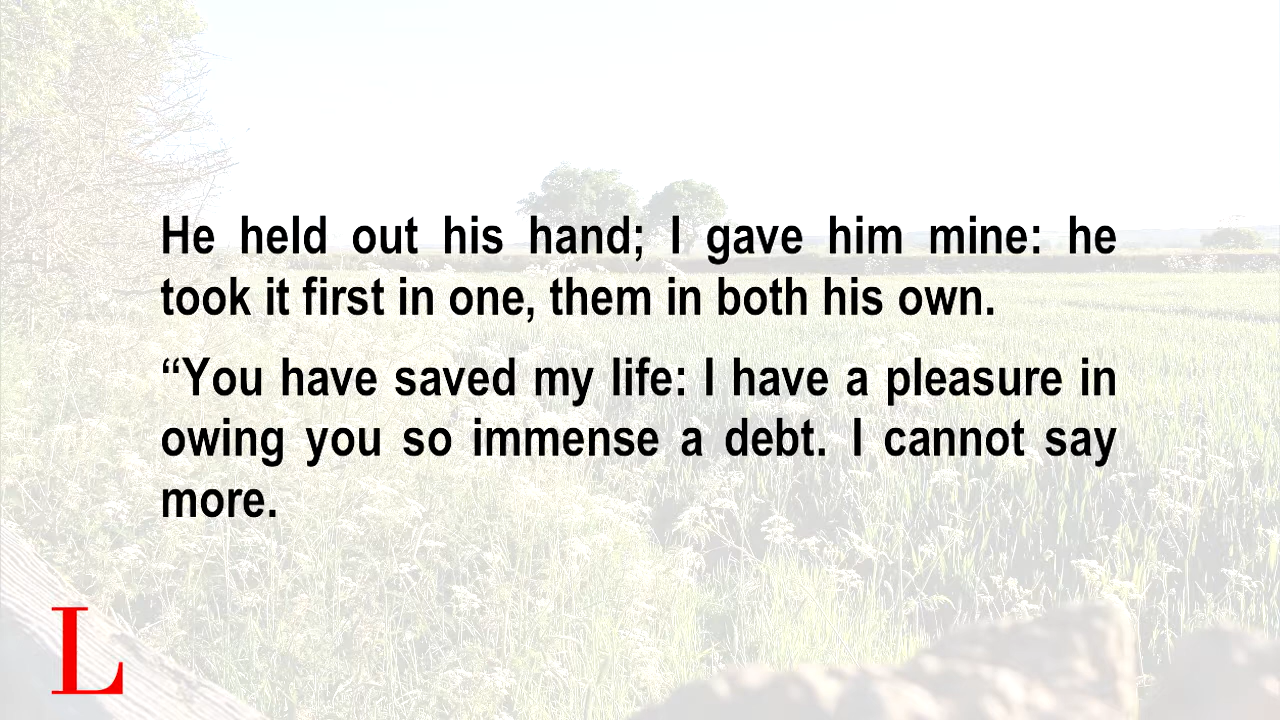 He held out his hand; I gave him mine: he
took it first in one, them in both his own.
“You have saved my life: I have a pleasure in
owing you so immense a debt. I cannot say
more.
L